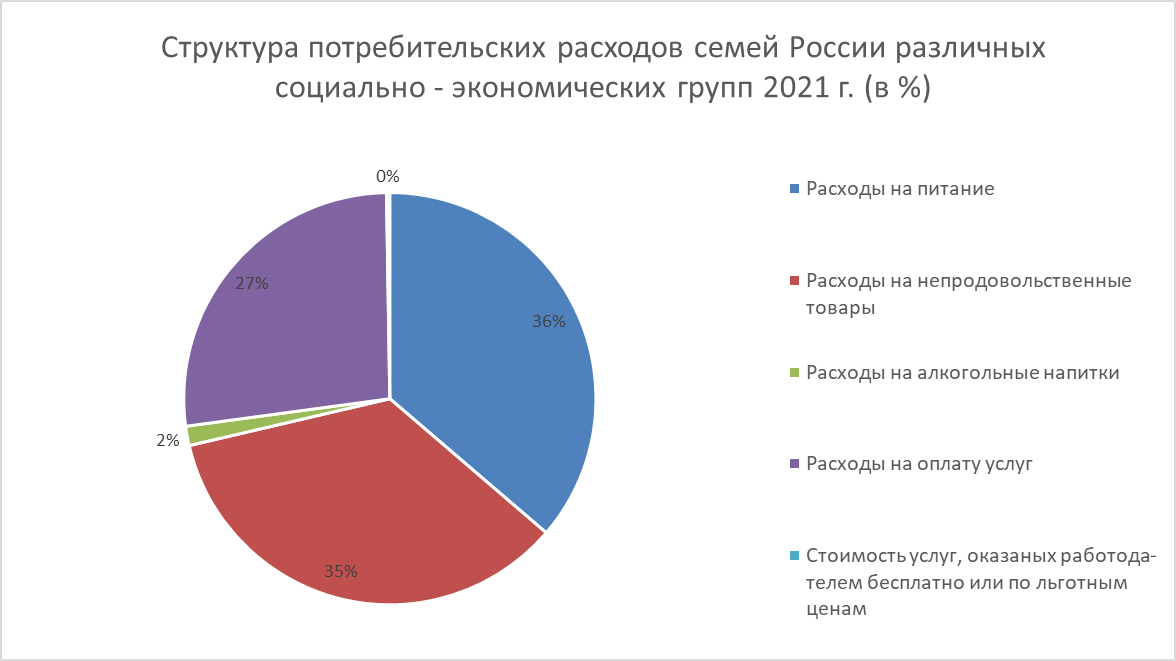 Структура потребительских расходов семей России различных
социально - экономических групп 2021 г. (в %)
0%
36%
27%
2%
35%
Расходы на питание
Расходы на непродовольственные
товары
Расходы на алкогольные напитки
Расходы на оплату услуг
Стоимость услуг, оказаных работода-
телем бесплатно или по льготным
ценам